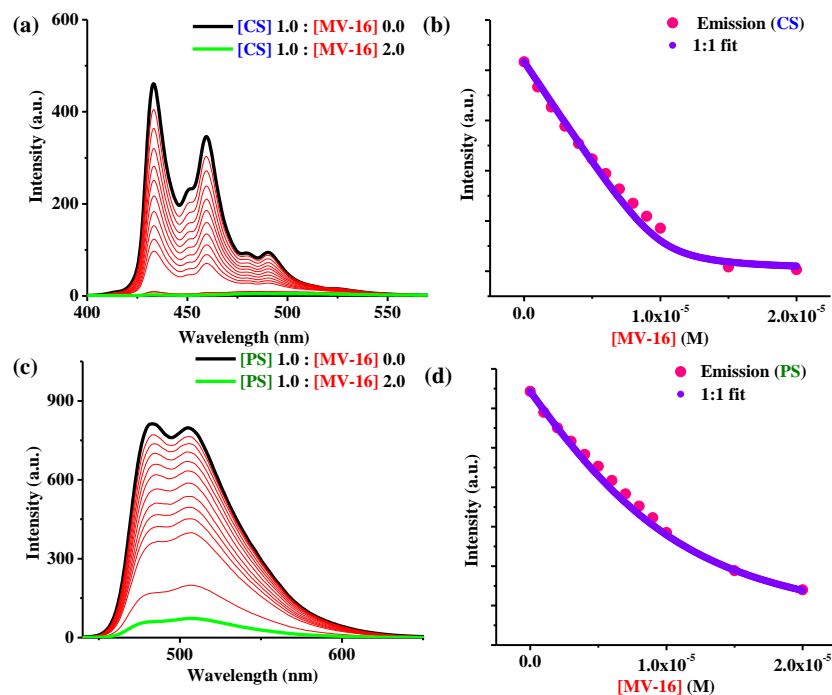 (a)
[CS] 1.0 : [MV-16] 0.0
[CS] 1.0 : [MV-16] 2.0
600
400
200
0
Intensity (a.u.)
400 450 500 550
Wavelength (nm)
(b)
Emission (CS)
1:1 fit
Intensity (a.u.)
0.0 1.0x10⁻⁵ 2.0x10⁻⁵
[MV-16] (M)
(c)
[PS] 1.0 : [MV-16] 0.0
[PS] 1.0 : [MV-16] 2.0
900
600
300
0
Intensity (a.u.)
500 600
Wavelength (nm)
(d)
Emission (PS)
1:1 fit
Intensity (a.u.)
0.0 1.0x10⁻⁵ 2.0x10⁻⁵
[MV-16] (M)